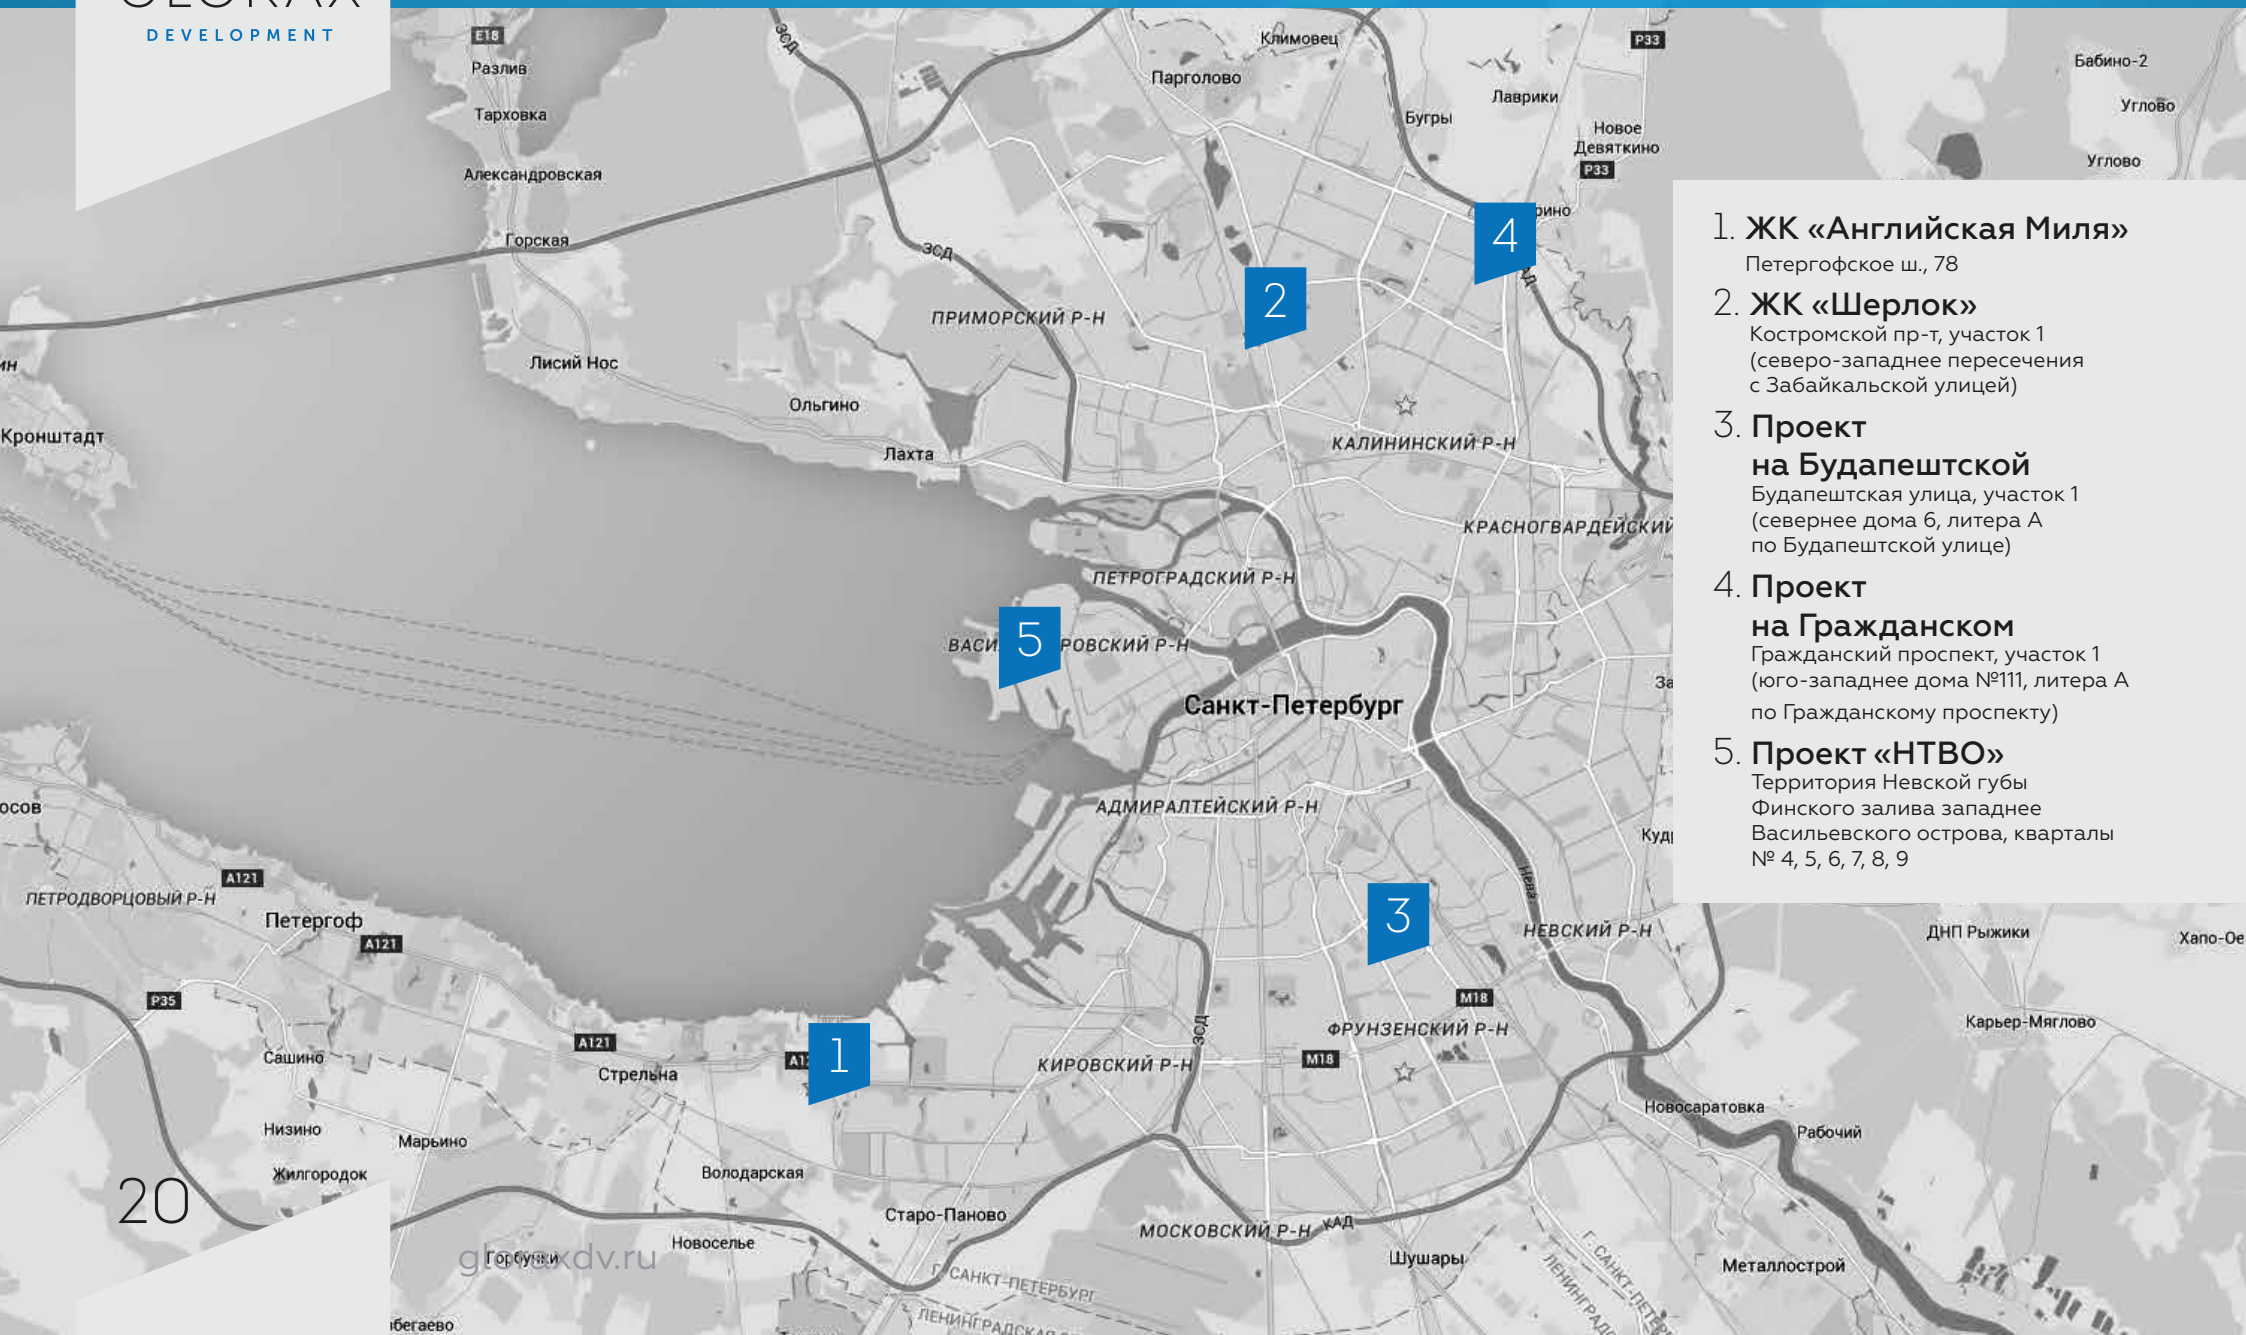 DEVELOPMENT
E18
Разлив
Тарховка
Александровская
Горская
Лисий Нос
Кронштадт
ЗСД
Климовец
Парголово
P33
Лаврики
Бугры
Новое
Девяткино
P33
Бабино-2
Углово
Углово
ЗСД
ПРИМОРСКИЙ Р-Н
Ольгино
Лахта
4
2
КАЛИНИНСКИЙ Р-Н
КРАСНОГВАРДЕЙСКИЙ
ПЕТРОГРАДСКИЙ Р-Н
5
Санкт-Петербург
АДМИРАЛТЕЙСКИЙ Р-Н
1. ЖК «Английская Миля»
Петергофское ш., 78
2. ЖК «Шерлок»
Костромской пр-т, участок 1
(северо-западнее пересечения
с Забайкальской улицей)
3. Проект
на Будапештской
Будапештская улица, участок 1
(севернее дома 6, литера А
по Будапештской улице)
4. Проект
на Гражданском
Гражданский проспект, участок 1
(юго-западнее дома №111, литера А
по Гражданскому проспекту)
5. Проект «НТВО»
Территория Невской губы
Финского залива западнее
Васильевского острова, кварталы
№ 4, 5, 6, 7, 8, 9
A121
ПЕТРОДВОРЦОВЫЙ Р-Н
Петергоф
A121
P35
Сашино
A121
Стрельна
1
Низино
Марьино
Жилгородок
Володарская
Новоселье
Горбунки
Старо-Паново
3
Нева
НЕВСКИЙ Р-Н
M18
ФРУНЗЕНСКИЙ Р-Н
M18
ЗСД
КИРОВСКИЙ Р-Н
МОСКОВСКИЙ Р-Н
КАД
Шушары
ДНП Рыжики
Карьер-Мяглово
Новосаратовка
Рабочий
Металлострой
Г. САНКТ-ПЕТЕРБУРГ
20
gloraxdv.ru